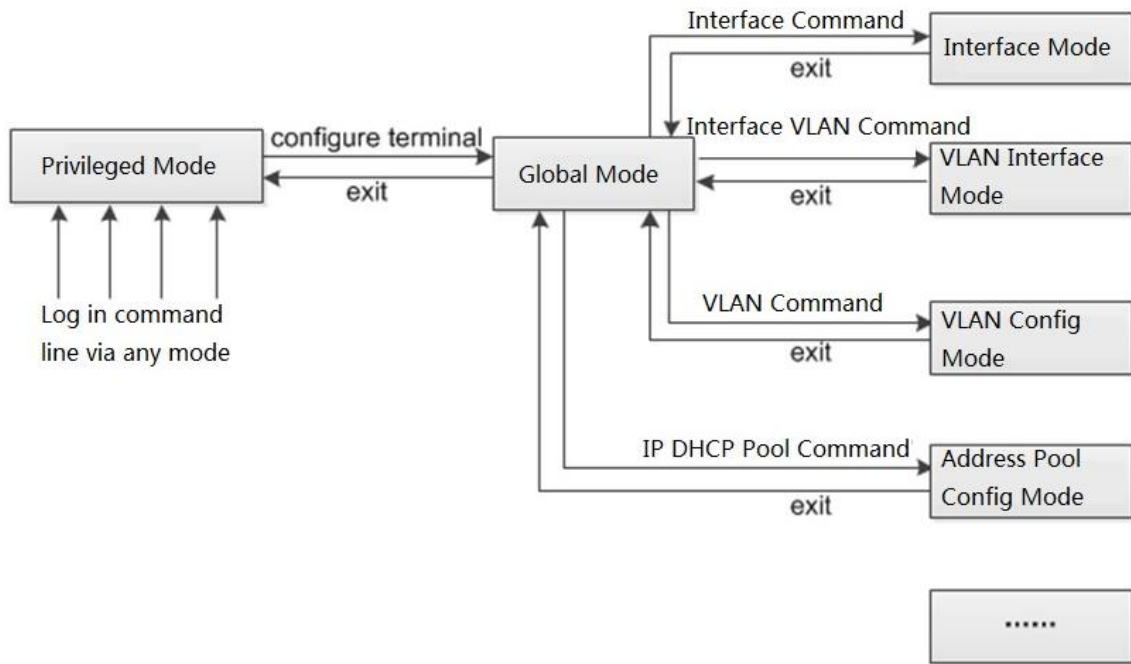 Interface Command
Interface Mode
exit
configure terminal
Interface VLAN Command
Privileged Mode
Global Mode
VLAN Interface
Mode
exit
exit
Log in command
line via any mode
VLAN Command
VLAN Config
Mode
exit
IP DHCP Pool Command
Address Pool
Config Mode
exit
......